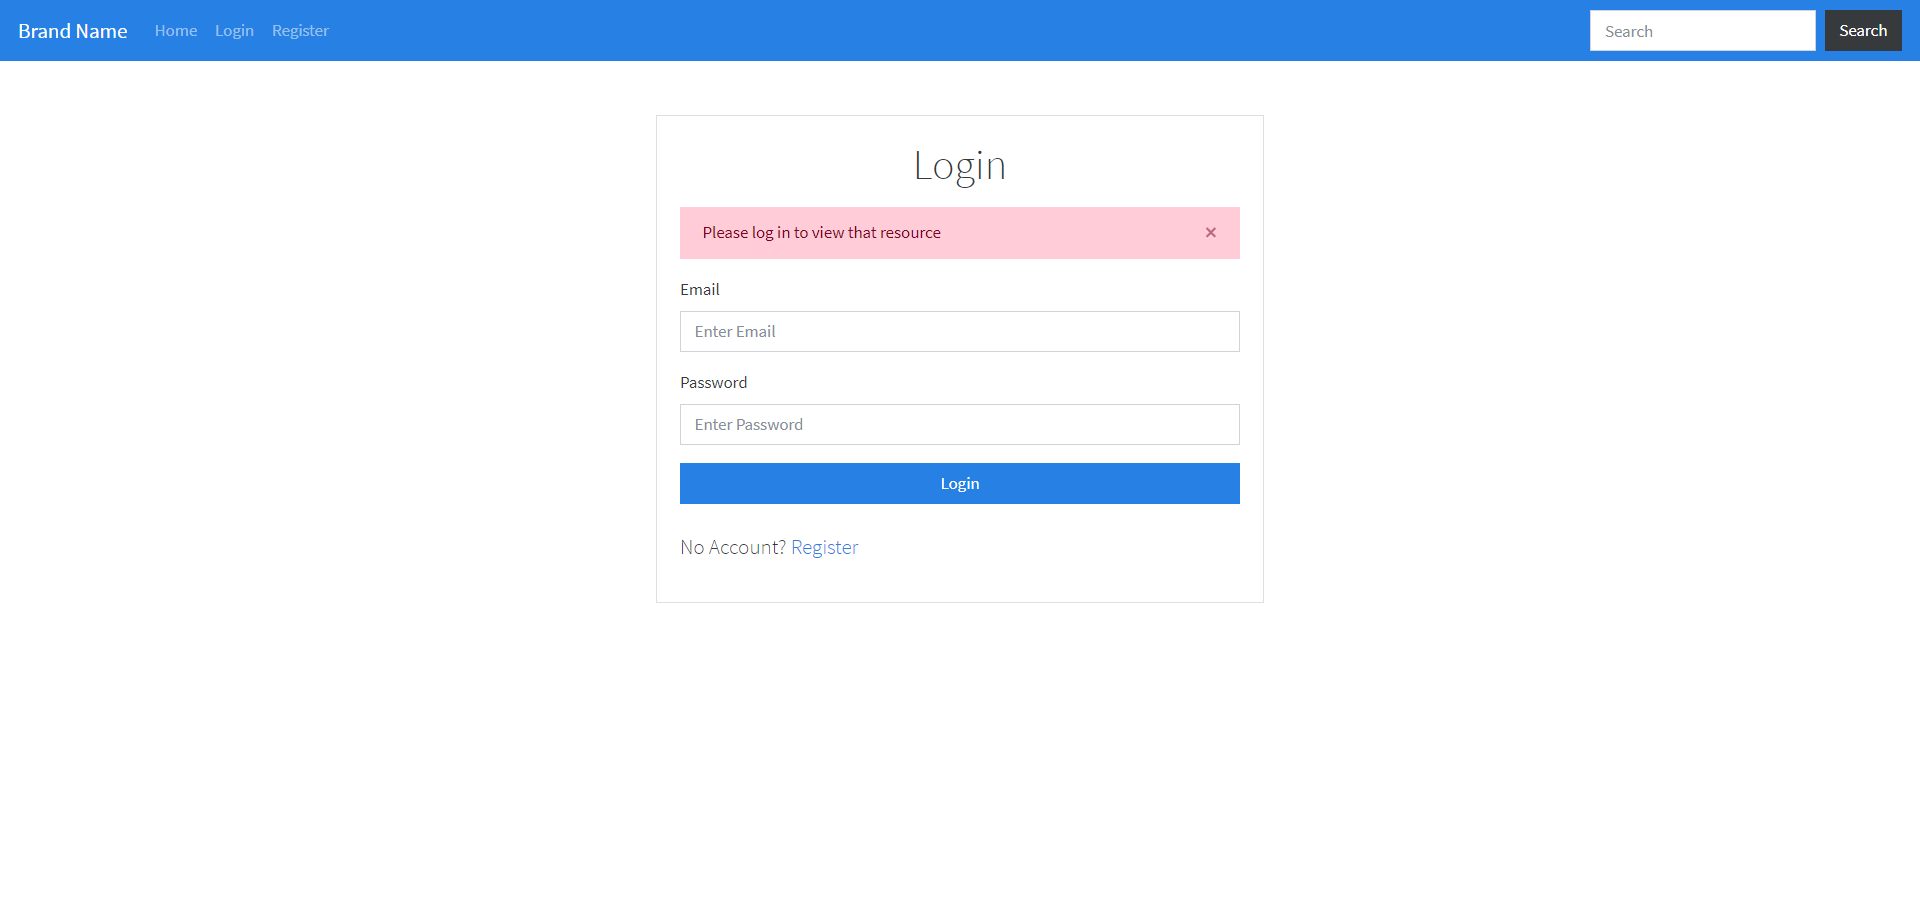 Brand Name Home Login Register Search Search
Login
Please log in to view that resource ×
Email
Enter Email
Password
Enter Password
Login
No Account? Register